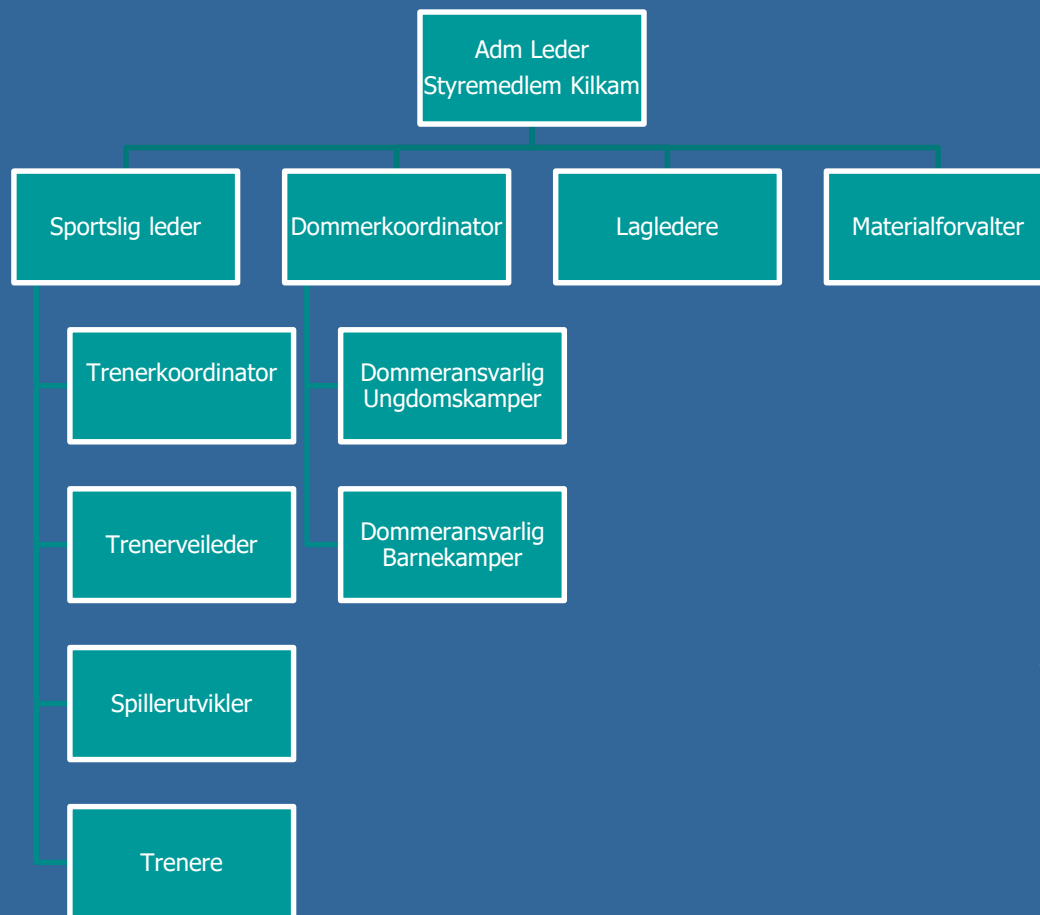 Adm Leder
Styremedlem Kilkam
Sportslig leder
Dommerkoordinator
Lagledere
Materialforvalter
Trenerkoordinator
Dommeransvarlig
Ungdomskamper
Trenerveileder
Dommeransvarlig
Barnekamper
Spillerutvikler
Trenere